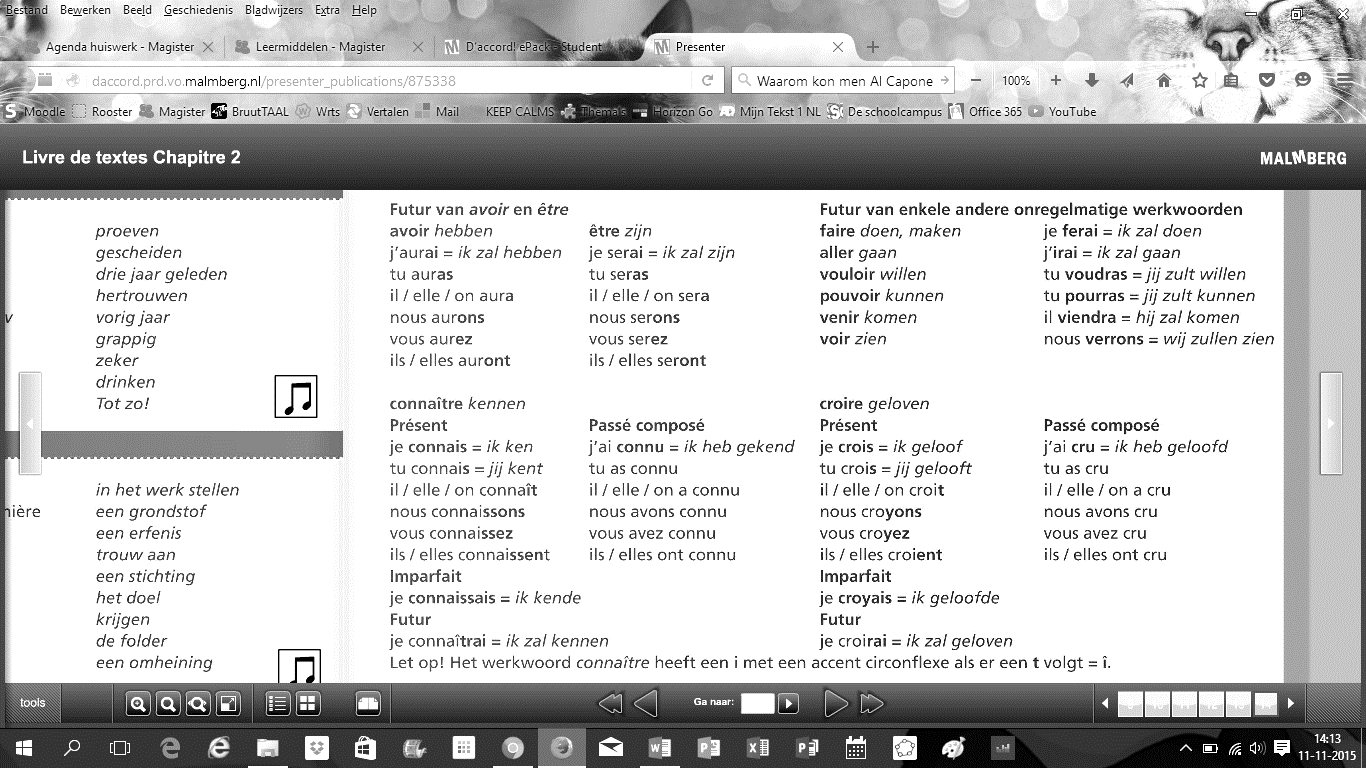 Bestand Bewerken Beeld Geschiedenis Bladwijzers Extra Help
Agenda huiswerk - Magister Leermiddelen - Magister D'accord! ePack - Student Presenter
daccord.prd.vo.malmberg.nl/presenter_publications/875338 Waarom kon men Al Capone 100%
Moodle Rooster Magister BruutTAAL Wrts Vertalen Mail KEEP CALMS Thema's Horizon Go Mijn Tekst 1 NL De schoolcampus Office 365 YouTube
Livre de textes Chapitre 2 MALMBERG
proeven
gescheiden
drie jaar geleden
hertrouwen
v vorig jaar
grappig
zeker
drinken
Tot zo!
in het werk stellen
nière een grondstof
een erfenis
trouw aan
een stichting
het doel
krijgen
de folder
een omheining
Futur van avoir en être
avoir hebben être zijn
j'aurai = ik zal hebben je serai = ik zal zijn
tu auras tu seras
il / elle / on aura il / elle / on sera
nous aurons nous serons
vous aurez vous serez
ils / elles auront ils / elles seront
Futur van enkele andere onregelmatige werkwoorden
faire doen, maken je ferai = ik zal doen
aller gaan j'irai = ik zal gaan
vouloir willen tu voudras = jij zult willen
pouvoir kunnen tu pourras = jij zult kunnen
venir komen il viendra = hij zal komen
voir zien nous verrons = wij zullen zien
connaître kennen
Présent Passé composé
je connais = ik ken j'ai connu = ik heb gekend
tu connais = jij kent tu as connu
il / elle / on connaît il / elle / on a connu
nous connaissons nous avons connu
vous connaissez vous avez connu
ils / elles connaissent ils / elles ont connu
Imparfait
je connaissais = ik kende
Futur
je connaîtrai = ik zal kennen
croire geloven
Présent Passé composé
je crois = ik geloof j'ai cru = ik heb geloofd
tu crois = jij gelooft tu as cru
il / elle / on croit il / elle / on a cru
nous croyons nous avons cru
vous croyez vous avez cru
ils / elles croient ils / elles ont cru
Imparfait
je croyais = ik geloofde
Futur
je croirai = ik zal geloven
Let op! Het werkwoord connaître heeft een i met een accent circonflexe als er een t volgt = î.
tools Ga naar: 10 11 12 13 14
14:13
11-11-2015